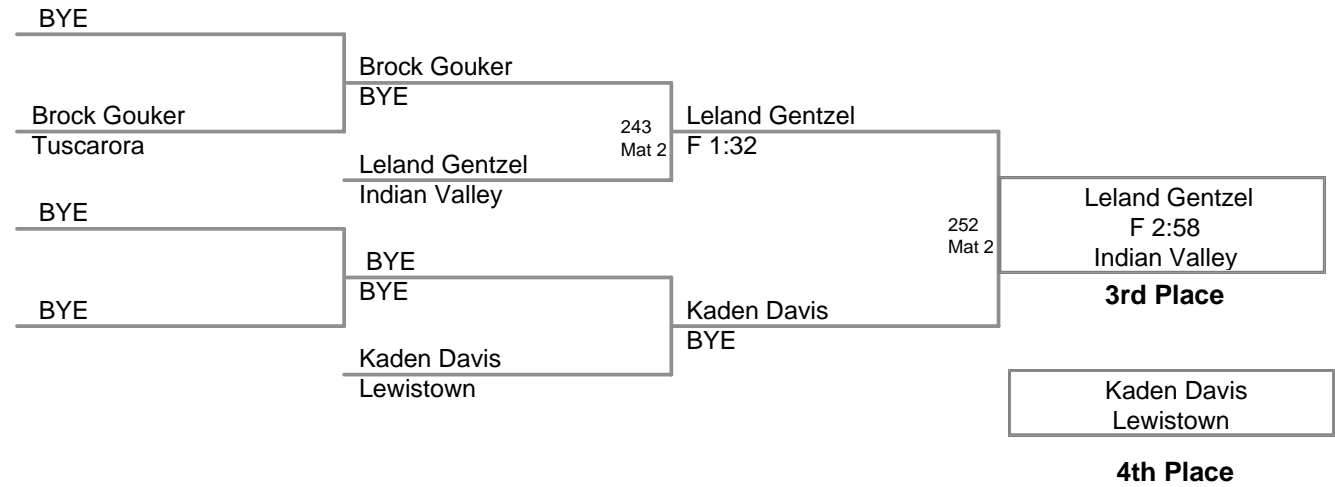 BYE
Brock Gouker
BYE
Brock Gouker
Tuscarora
243
Mat 2
Leland Gentzel
F 1:32
Leland Gentzel
Indian Valley
BYE
252
Mat 2
Leland Gentzel
F 2:58
Indian Valley
3rd Place
BYE
BYE
BYE
Kaden Davis
BYE
Kaden Davis
Lewistown
Kaden Davis
Lewistown
4th Place